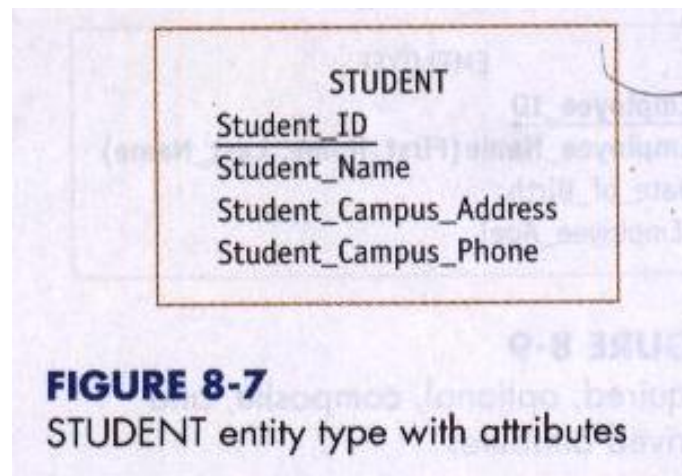 STUDENT
Student_ID
Student_Name
Student_Campus_Address
Student_Campus_Phone
FIGURE 8-7
STUDENT entity type with attributes